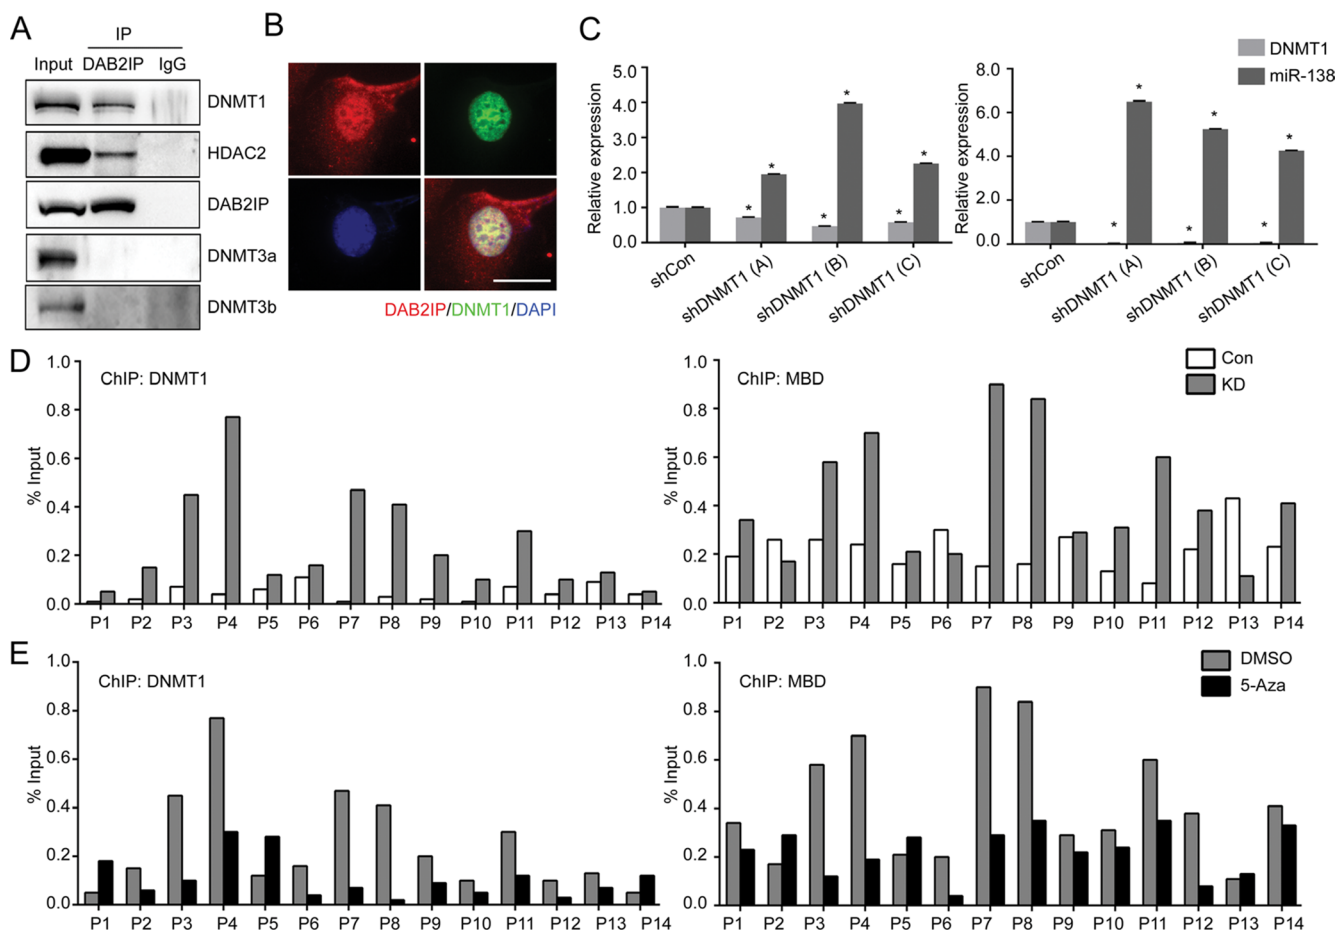 A
IP
Input DAB2IP IgG
DNMT1
HDAC2
DAB2IP
DNMT3a
DNMT3b
B
DAB2IP/DNMT1/DAPI
C
DNMT1
miR-138
Relative expression
5.0
4.0
3.0
2.0
1.0
0.0
* * * * * *
shCon shDNMT1 (A) shDNMT1 (B) shDNMT1 (C)
Relative expression
8.0
6.0
4.0
2.0
0.0
* * * * * *
shCon shDNMT1 (A) shDNMT1 (B) shDNMT1 (C)
D
ChIP: DNMT1
% Input
1.0
0.8
0.6
0.4
0.2
0.0
P1 P2 P3 P4 P5 P6 P7 P8 P9 P10 P11 P12 P13 P14
ChIP: MBD
Con
KD
% Input
1.0
0.8
0.6
0.4
0.2
0.0
P1 P2 P3 P4 P5 P6 P7 P8 P9 P10 P11 P12 P13 P14
E
ChIP: DNMT1
% Input
1.0
0.8
0.6
0.4
0.2
0.0
P1 P2 P3 P4 P5 P6 P7 P8 P9 P10 P11 P12 P13 P14
ChIP: MBD
DMSO
5-Aza
% Input
1.0
0.8
0.6
0.4
0.2
0.0
P1 P2 P3 P4 P5 P6 P7 P8 P9 P10 P11 P12 P13 P14